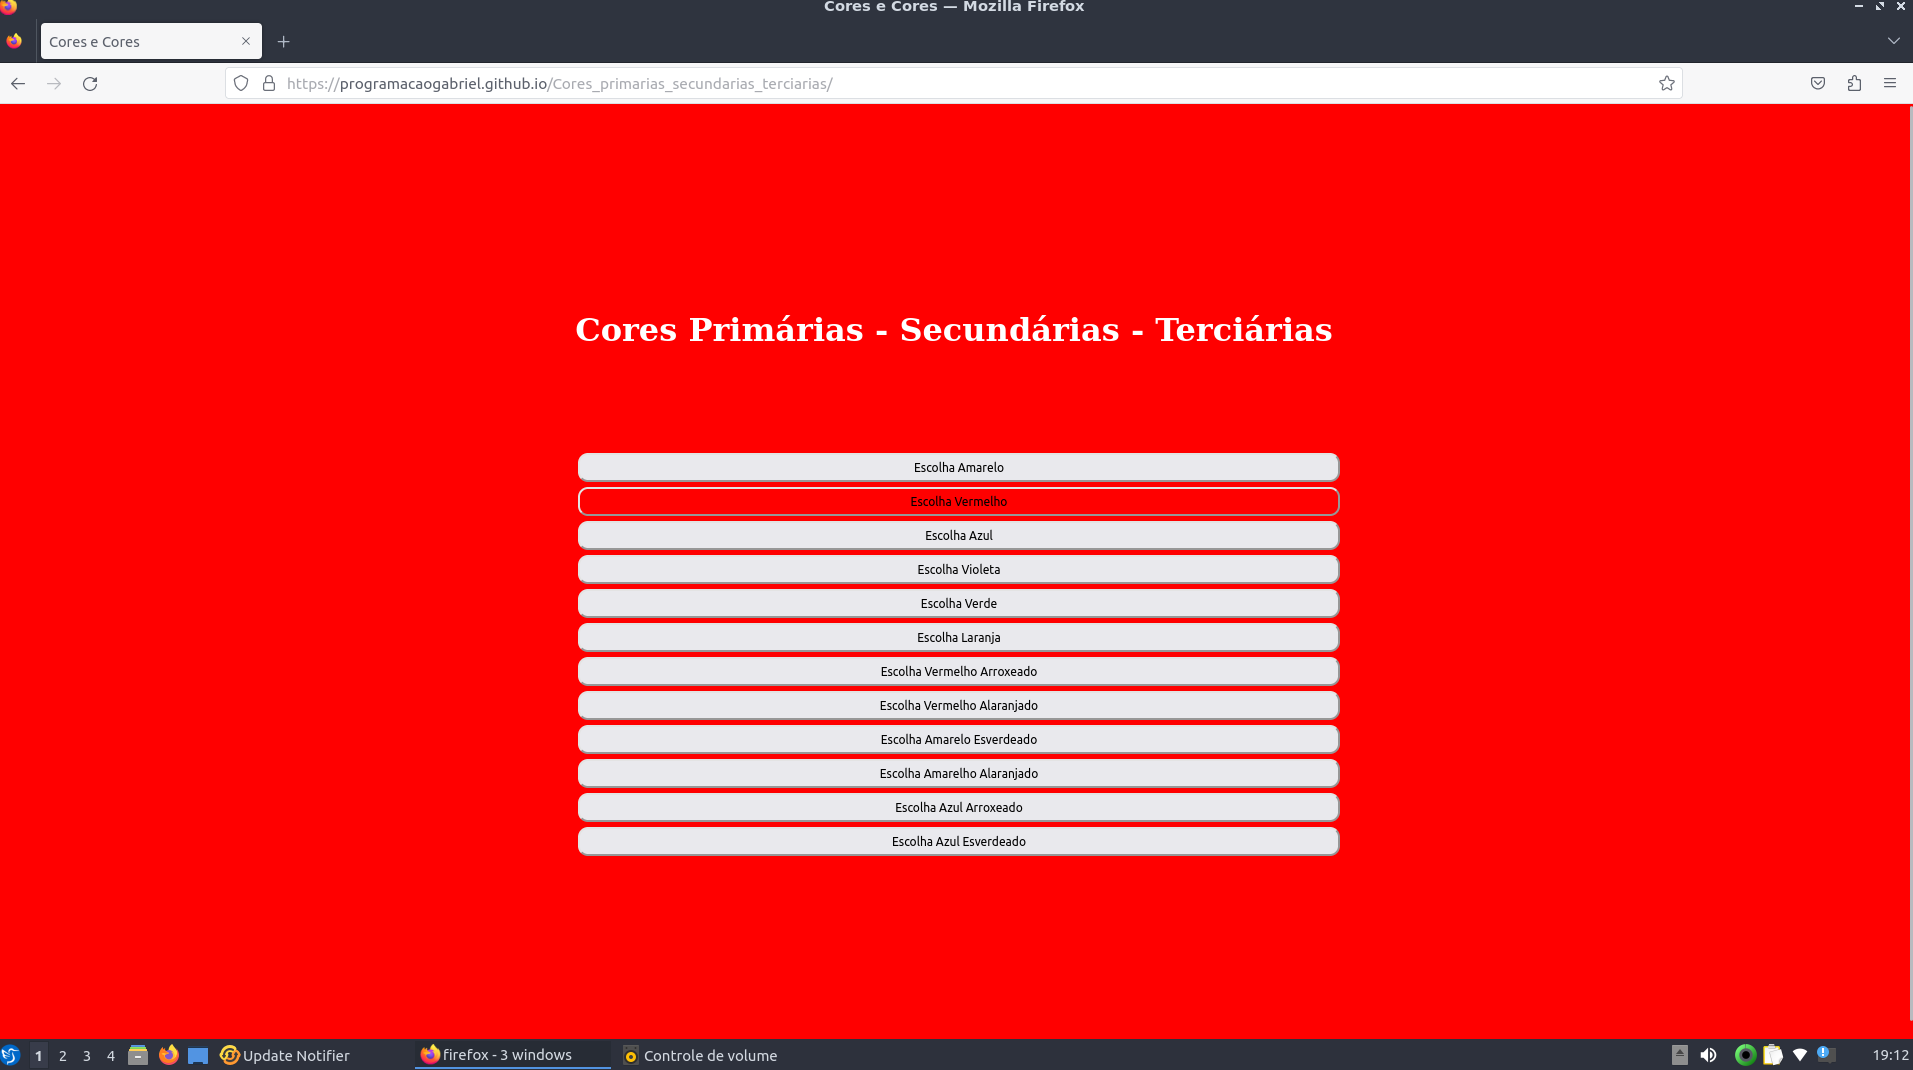 Cores e Cores — Mozilla Firefox
Cores e Cores
https://programacaogabriel.github.io/Cores_primarias_secundarias_terciarias/
Cores Primárias - Secundárias - Terciárias
Escolha Amarelo
Escolha Vermelho
Escolha Azul
Escolha Violeta
Escolha Verde
Escolha Laranja
Escolha Vermelho Arroxeado
Escolha Vermelho Alaranjado
Escolha Amarelo Esverdeado
Escolha Amarelho Alaranjado
Escolha Azul Arroxeado
Escolha Azul Esverdeado
1 2 3 4 Update Notifier firefox - 3 windows Controle de volume 19:12